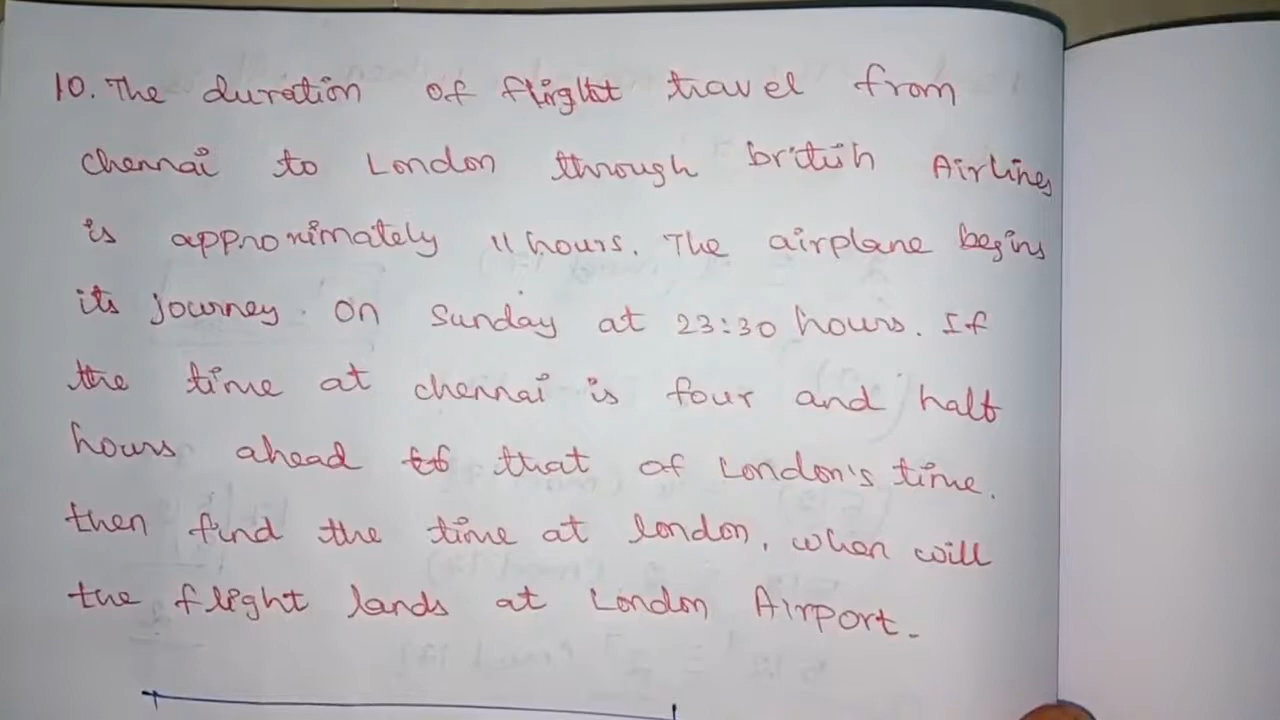 10. The duration of flight travel from
chennai to London through british Airlines
is approximately 11 hours. The airplane begins
its journey on Sunday at 23:30 hours. If
the time at chennai is four and half
hours ahead to that of London's time.
then find the time at london, when will
the flight lands at London Airport.